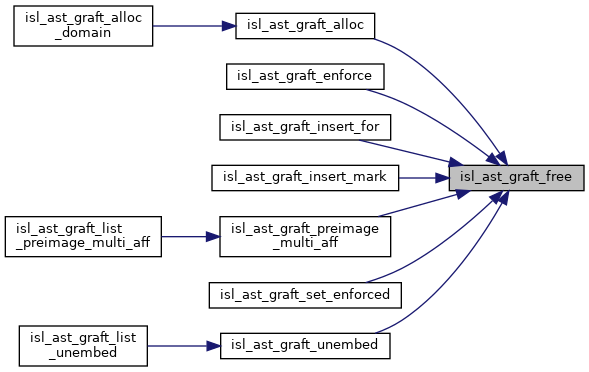 isl_ast_graft_alloc
_domain
isl_ast_graft_alloc
isl_ast_graft_enforce
isl_ast_graft_insert_for
isl_ast_graft_insert_mark
isl_ast_graft_free
isl_ast_graft_list
_preimage_multi_aff
isl_ast_graft_preimage
_multi_aff
isl_ast_graft_set_enforced
isl_ast_graft_list
_unembed
isl_ast_graft_unembed